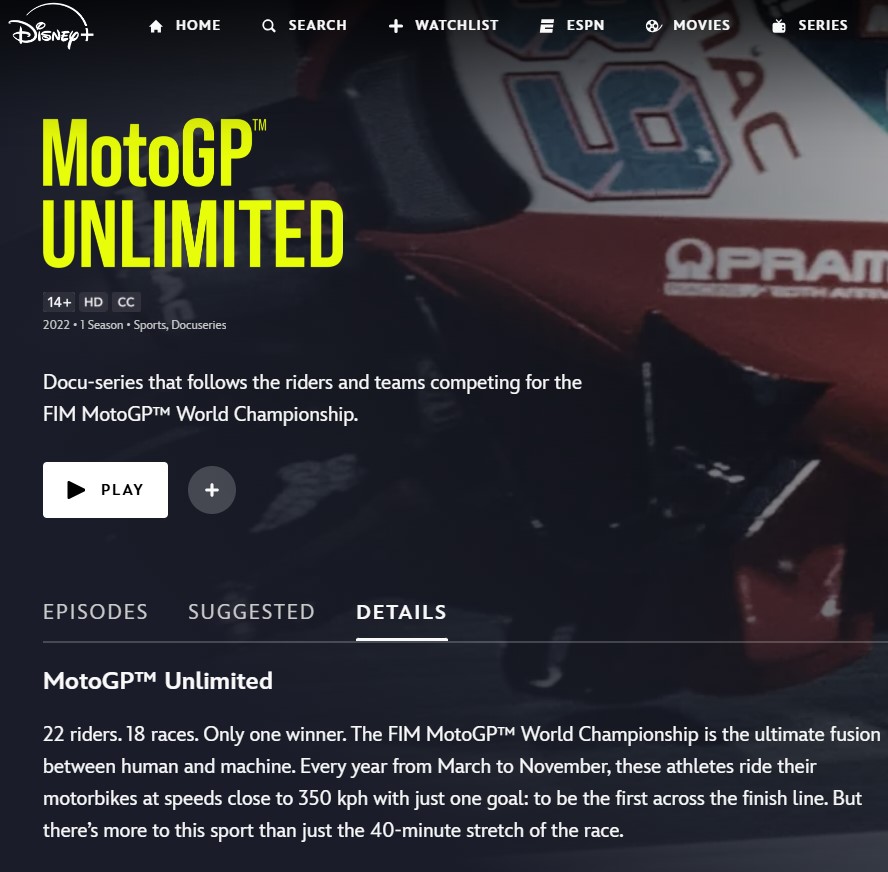 Disney+
HOME
SEARCH
WATCHLIST
ESPN
MOVIES
SERIES
MotoGP™
UNLIMITED
14+ HD CC
2022 • 1 Season • Sports, Docuseries
Docu-series that follows the riders and teams competing for the
FIM MotoGP™ World Championship.
PLAY
EPISODES
SUGGESTED
DETAILS
MotoGP™ Unlimited
22 riders. 18 races. Only one winner. The FIM MotoGP™ World Championship is the ultimate fusion
between human and machine. Every year from March to November, these athletes ride their
motorbikes at speeds close to 350 kph with just one goal: to be the first across the finish line. But
there’s more to this sport than just the 40-minute stretch of the race.